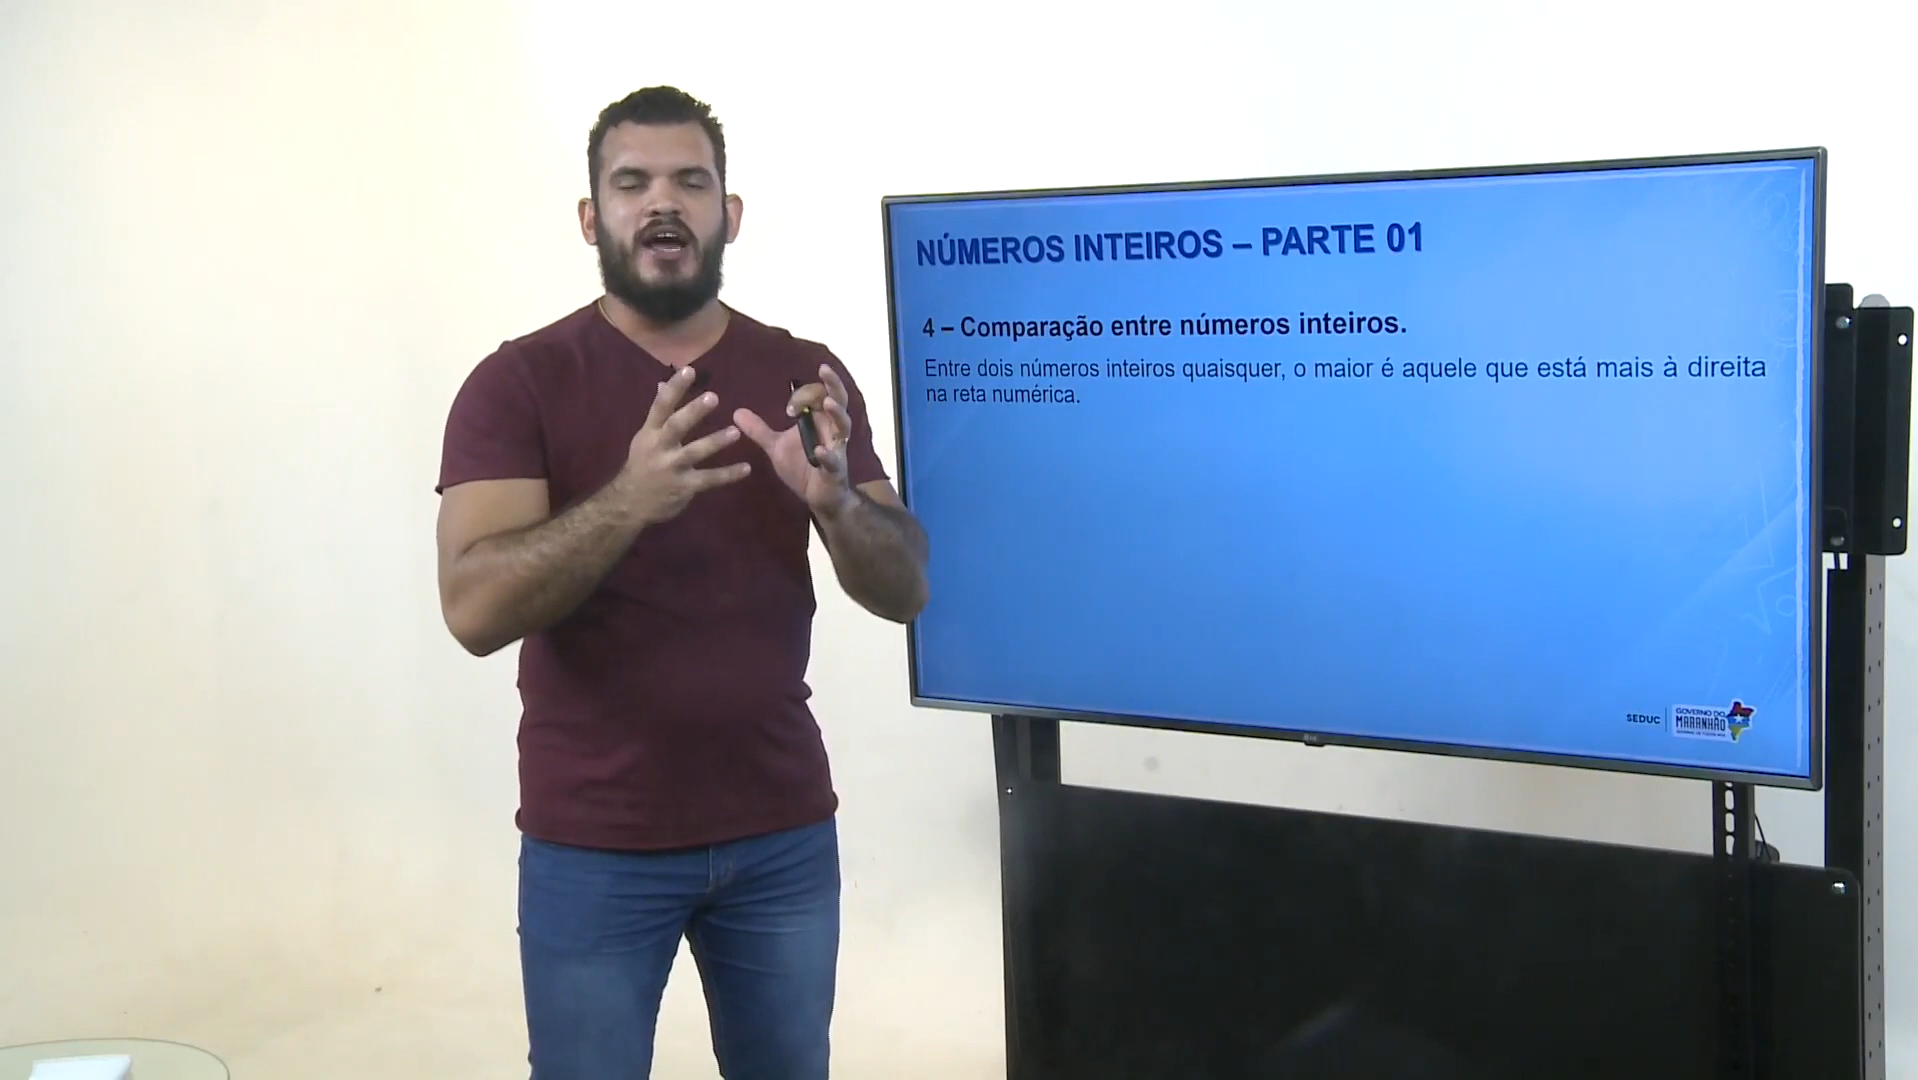 NÚMEROS INTEIROS – PARTE 01
4 – Comparação entre números inteiros.
Entre dois números inteiros quaisquer, o maior é aquele que está mais à direita
na reta numérica.
SEDUC
GOVERNO DO
MARANHÃO